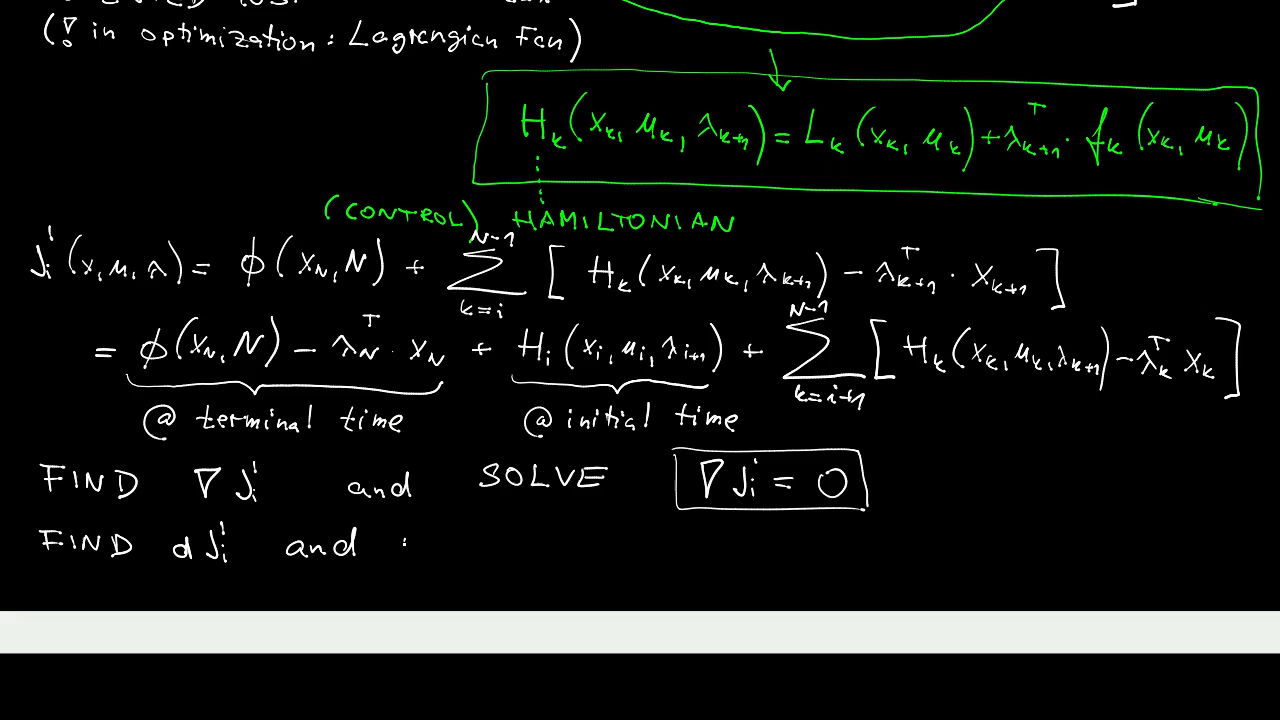 (∇ in optimization: Lagrangian Fan)
H_k(x_k, u_k, λ_{k+1}) = L_k(x_k, u_k) + λ_{k+1}^T · f_k(x_k, u_k)
(CONTROL) HAMILTONIAN
J_i'(x, u, λ) = ϕ(x_N, N) + ∑_{k=i}^{N-1} [ H_k(x_k, u_k, λ_{k+1}) − λ_{k+1}^T · x_{k+1} ]
= ϕ(x_N, N) − λ_N^T · x_N + H_i(x_i, u_i, λ_{i+1}) + ∑_{k=i+1}^{N-1} [ H_k(x_k, u_k, λ_{k+1}) − λ_k^T x_k ]
@ terminal time @ initial time
FIND ∇J_i' and SOLVE ∇J_i' = 0
FIND dJ_i' and